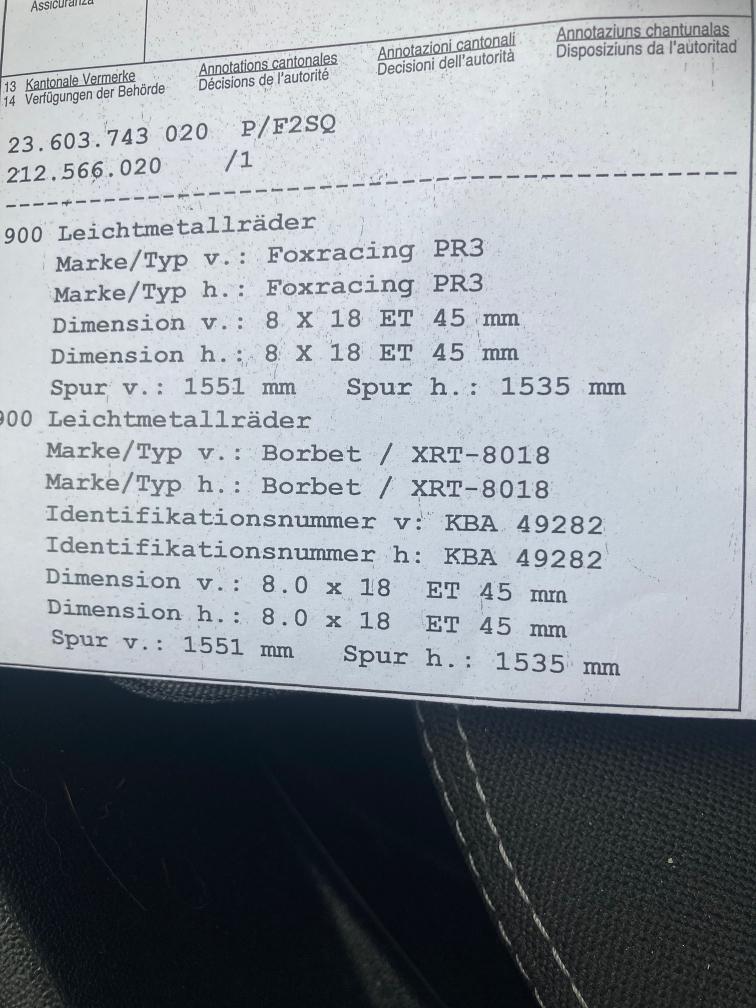 Assicuranza
13 Kantonale Vermerke Annotations cantonales Annotazioni cantonali Annotaziuns chantunalas
14 Verfügungen der Behörde Décisions de l'autorité Decisioni dell'autorità Disposiziuns da l'autoritad
23.603.743 020 P/F2SQ
212.566.020 /1
900 Leichtmetallräder
Marke/Typ v.: Foxracing PR3
Marke/Typ h.: Foxracing PR3
Dimension v.: 8 X 18 ET 45 mm
Dimension h.: 8 X 18 ET 45 mm
Spur v.: 1551 mm Spur h.: 1535 mm
900 Leichtmetallräder
Marke/Typ v.: Borbet / XRT-8018
Marke/Typ h.: Borbet / XRT-8018
Identifikationsnummer v: KBA 49282
Identifikationsnummer h: KBA 49282
Dimension v.: 8.0 x 18 ET 45 mm
Dimension h.: 8.0 x 18 ET 45 mm
Spur v.: 1551 mm Spur h.: 1535 mm